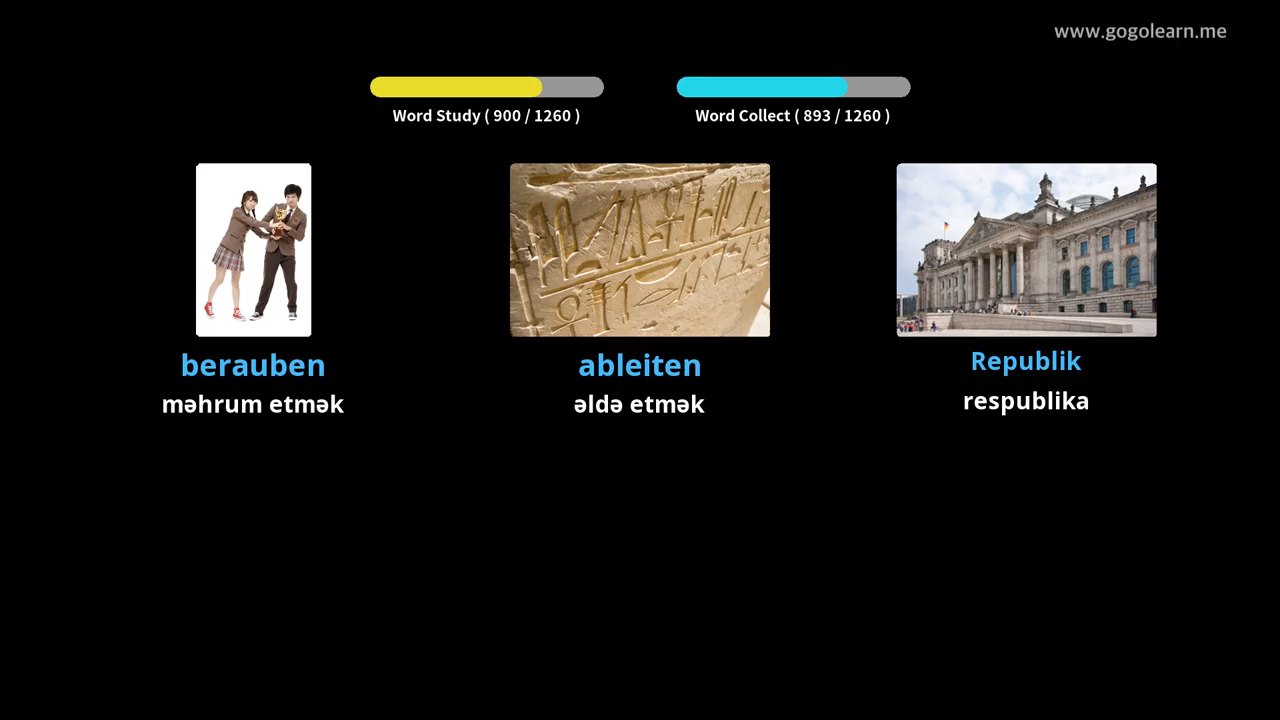 www.gogolearn.me
Word Study ( 900 / 1260 )
Word Collect ( 893 / 1260 )
berauben
məhrum etmək
ableiten
əldə etmək
Republik
respublika